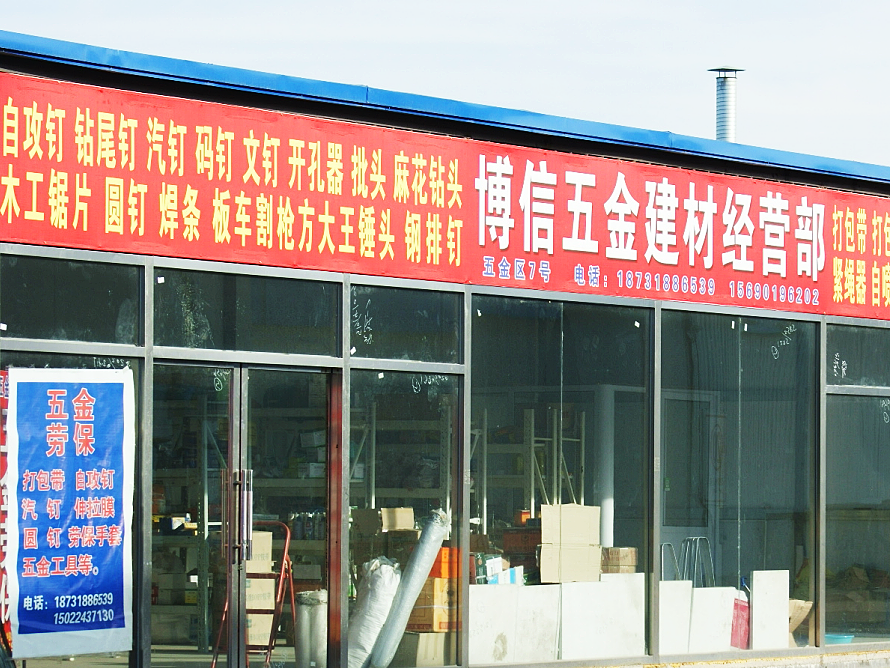 自攻钉 钻尾钉 汽钉 码钉 文钉 开孔器 批头 麻花钻头
木工锯片 圆钉 焊条 板车割枪方大王锤头 钢排钉
博信五金建材经营部
五金区7号 电话：18731886539 15690196202
打包带 打包
紧绳器 自喷
五金
劳保
打包带 自攻钉
汽 钉 伸拉膜
圆 钉 劳保手套
五金工具等。
电话：18731886539
15022437130